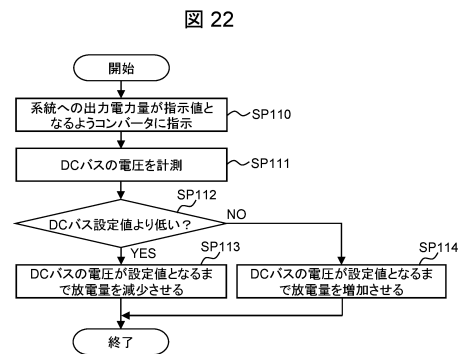 図 22
開始
系統への出力電力量が指示値と
なるようコンバータに指示
SP110
DCバスの電圧を計測
SP111
SP112
DCバス設定値より低い？
NO
YES
SP113
DCバスの電圧が設定値となるま
で放電量を減少させる
SP114
DCバスの電圧が設定値となるま
で放電量を増加させる
終了